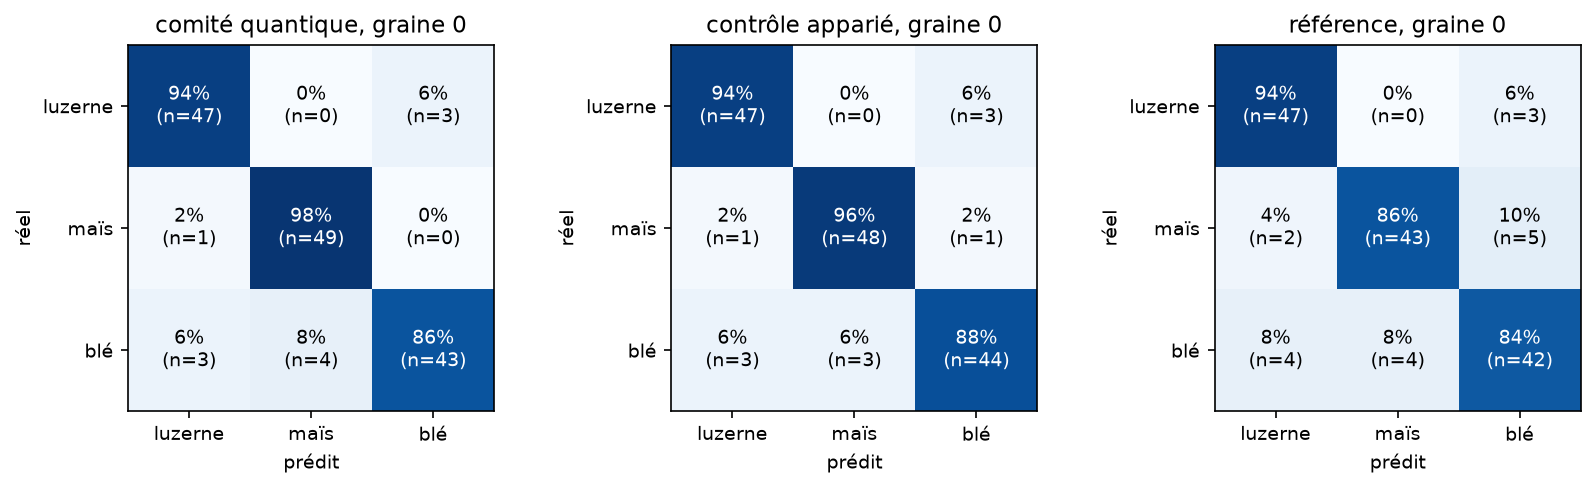 comité quantique, graine 0
réel
luzerne
94%
(n=47)
0%
(n=0)
6%
(n=3)
maïs
2%
(n=1)
98%
(n=49)
0%
(n=0)
blé
6%
(n=3)
8%
(n=4)
86%
(n=43)
luzerne
maïs
blé
prédit
contrôle apparié, graine 0
réel
luzerne
94%
(n=47)
0%
(n=0)
6%
(n=3)
maïs
2%
(n=1)
96%
(n=48)
2%
(n=1)
blé
6%
(n=3)
6%
(n=3)
88%
(n=44)
luzerne
maïs
blé
prédit
référence, graine 0
réel
luzerne
94%
(n=47)
0%
(n=0)
6%
(n=3)
maïs
4%
(n=2)
86%
(n=43)
10%
(n=5)
blé
8%
(n=4)
8%
(n=4)
84%
(n=42)
luzerne
maïs
blé
prédit